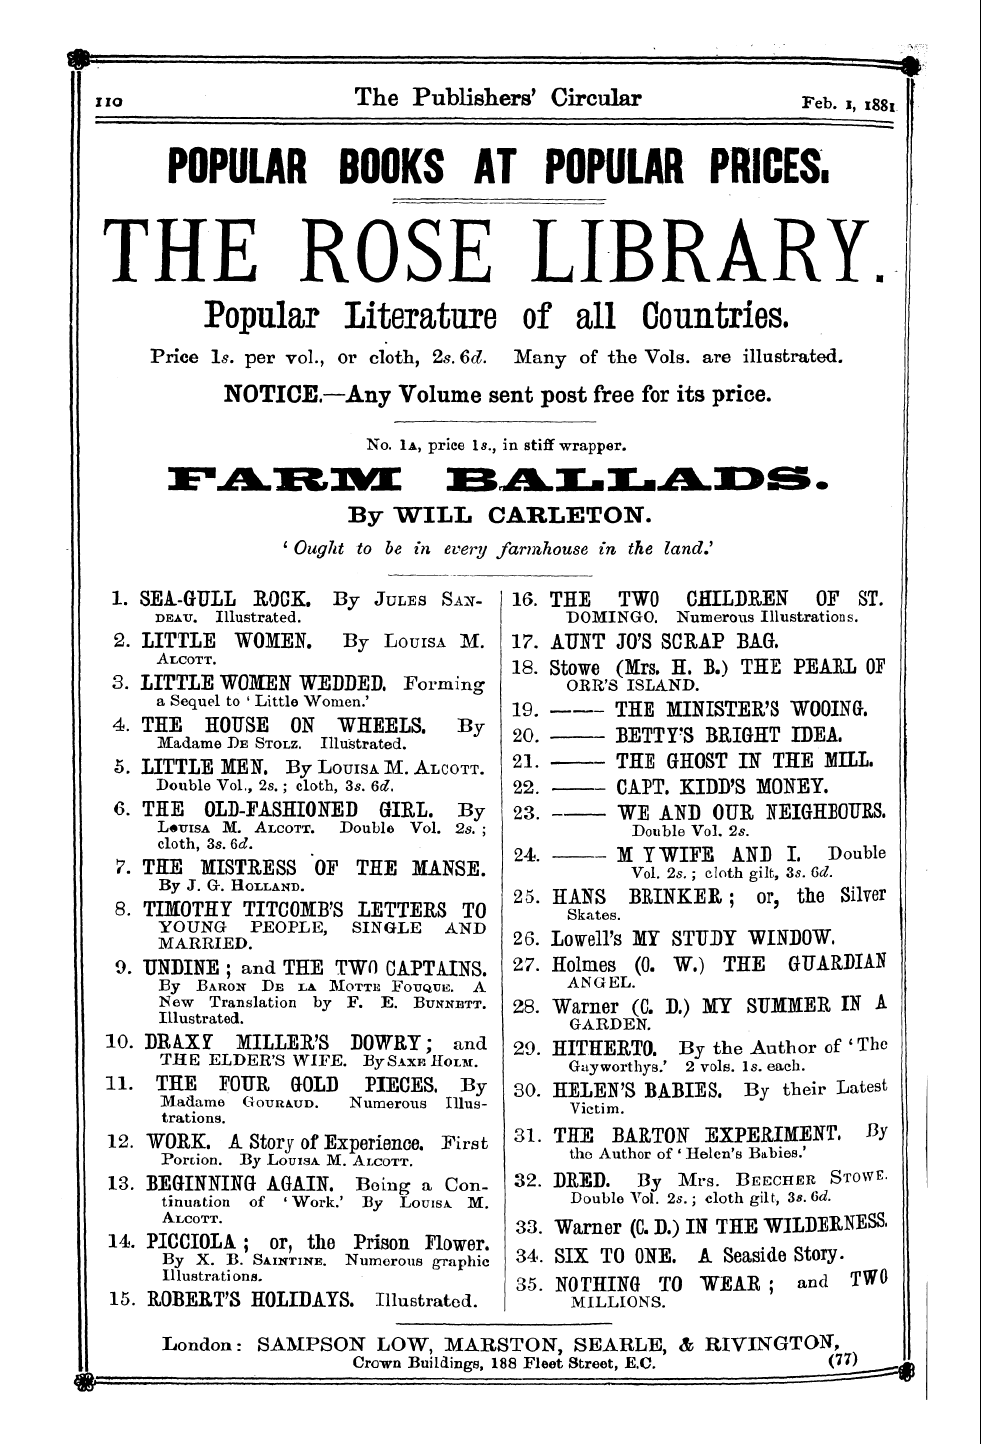 110 The Publishers' Circular Feb. 1, 1881
POPULAR BOOKS AT POPULAR PRICES.
THE ROSE LIBRARY.
Popular Literature of all Countries.
Price 1s. per vol., or cloth, 2s. 6d. Many of the Vols. are illustrated.
NOTICE.—Any Volume sent post free for its price.
No. 1A, price 1s., in stiff wrapper.
FARM BALLADS.
By WILL CARLETON.
'Ought to be in every farmhouse in the land.'
1. SEA-GULL ROCK. By JULES SAN-
DEAU. Illustrated.
2. LITTLE WOMEN. By LOUISA M.
ALCOTT.
3. LITTLE WOMEN WEDDED. Forming
a Sequel to 'Little Women.'
4. THE HOUSE ON WHEELS. By
Madame DE STOLZ. Illustrated.
5. LITTLE MEN. By LOUISA M. ALCOTT.
Double Vol., 2s.; cloth, 3s. 6d.
6. THE OLD-FASHIONED GIRL. By
LOUISA M. ALCOTT. Double Vol. 2s.;
cloth, 3s. 6d.
7. THE MISTRESS OF THE MANSE.
By J. G. HOLLAND.
8. TIMOTHY TITCOMB'S LETTERS TO
YOUNG PEOPLE, SINGLE AND
MARRIED.
9. UNDINE; and THE TWO CAPTAINS.
By BARON DE LA MOTTE FOUQUE. A
New Translation by F. E. BUNNETT.
Illustrated.
10. DRAXY MILLER'S DOWRY; and
THE ELDER'S WIFE. By SAXE HOLM.
11. THE FOUR GOLD PIECES. By
Madame GOURAUD. Numerous Illus-
trations.
12. WORK. A Story of Experience. First
Portion. By LOUISA M. ALCOTT.
13. BEGINNING AGAIN. Being a Con-
tinuation of 'Work.' By LOUISA M.
ALCOTT.
14. PICCIOLA; or, the Prison Flower.
By X. B. SAINTINE. Numerous graphic
Illustrations.
15. ROBERT'S HOLIDAYS. Illustrated.
16. THE TWO CHILDREN OF ST.
DOMINGO. Numerous Illustrations.
17. AUNT JO'S SCRAP BAG.
18. Stowe (Mrs. H. B.) THE PEARL OF
ORR'S ISLAND.
19. —— THE MINISTER'S WOOING.
20. —— BETTY'S BRIGHT IDEA.
21. —— THE GHOST IN THE MILL.
22. —— CAPT. KIDD'S MONEY.
23. —— WE AND OUR NEIGHBOURS.
Double Vol. 2s.
24. —— M YWIFE AND I. Double
Vol. 2s.; cloth gilt, 3s. 6d.
25. HANS BRINKER; or, the Silver
Skates.
26. Lowell's MY STUDY WINDOW.
27. Holmes (O. W.) THE GUARDIAN
ANGEL.
28. Warner (C. D.) MY SUMMER IN A
GARDEN.
29. HITHERTO. By the Author of 'The
Gayworthys.' 2 vols. 1s. each.
30. HELEN'S BABIES. By their Latest
Victim.
31. THE BARTON EXPERIMENT. By
the Author of 'Helen's Babies.'
32. DRED. By Mrs. BEECHER STOWE.
Double Vol. 2s.; cloth gilt, 3s. 6d.
33. Warner (C. D.) IN THE WILDERNESS.
34. SIX TO ONE. A Seaside Story.
35. NOTHING TO WEAR; and TWO
MILLIONS.
London: SAMPSON LOW, MARSTON, SEARLE, & RIVINGTON,
Crown Buildings, 188 Fleet Street, E.C. (77)